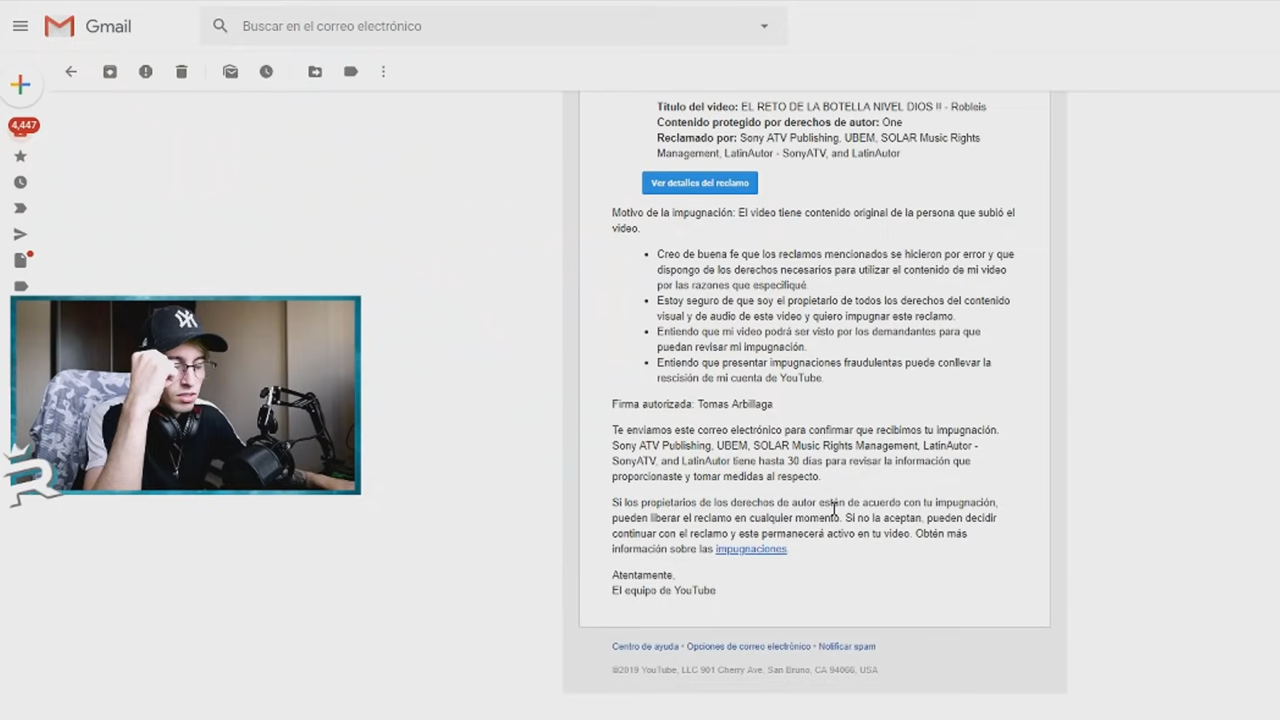 Gmail
Buscar en el correo electrónico
4,447
Título del video: EL RETO DE LA BOTELLA NIVEL DIOS !! - Robleis
Contenido protegido por derechos de autor: One
Reclamado por: Sony ATV Publishing, UBEM, SOLAR Music Rights
Management, LatinAutor - SonyATV, and LatinAutor
Ver detalles del reclamo
Motivo de la impugnación: El video tiene contenido original de la persona que subió el
video.
• Creo de buena fe que los reclamos mencionados se hicieron por error y que
dispongo de los derechos necesarios para utilizar el contenido de mi video
por las razones que especifiqué.
• Estoy seguro de que soy el propietario de todos los derechos del contenido
visual y de audio de este video y quiero impugnar este reclamo.
• Entiendo que mi video podrá ser visto por los demandantes para que
puedan revisar mi impugnación.
• Entiendo que presentar impugnaciones fraudulentas puede conllevar la
rescisión de mi cuenta de YouTube.
Firma autorizada: Tomas Arbillaga
Te enviamos este correo electrónico para confirmar que recibimos tu impugnación.
Sony ATV Publishing, UBEM, SOLAR Music Rights Management, LatinAutor -
SonyATV, and LatinAutor tiene hasta 30 días para revisar la información que
proporcionaste y tomar medidas al respecto.
Si los propietarios de los derechos de autor están de acuerdo con tu impugnación,
pueden liberar el reclamo en cualquier momento. Si no la aceptan, pueden decidir
continuar con el reclamo y este permanecerá activo en tu video. Obtén más
información sobre las impugnaciones.
Atentamente,
El equipo de YouTube
Centro de ayuda • Opciones de correo electrónico • Notificar spam
©2019 YouTube, LLC 901 Cherry Ave, San Bruno, CA 94066, USA
NY
R